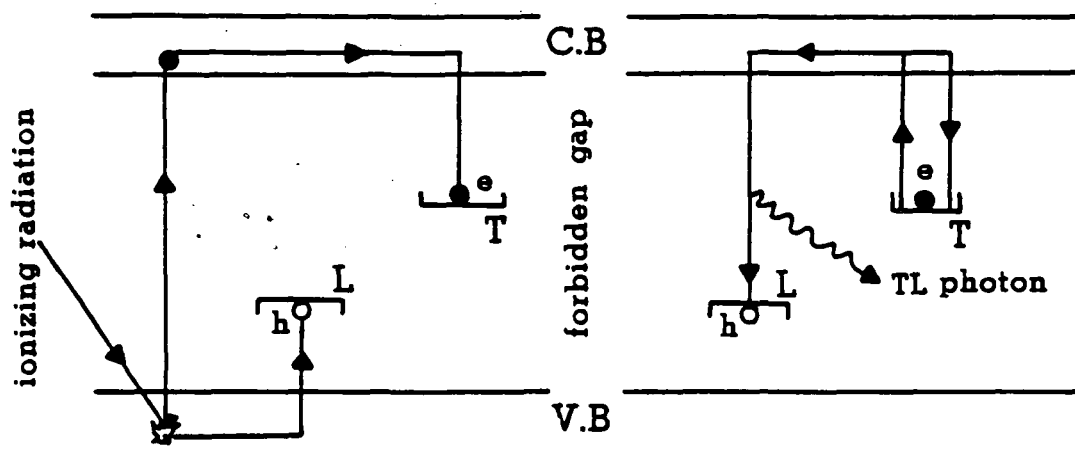 C.B
ionizing radiation
e
T
L
h
forbidden gap
V.B
e
T
TL photon
L
h